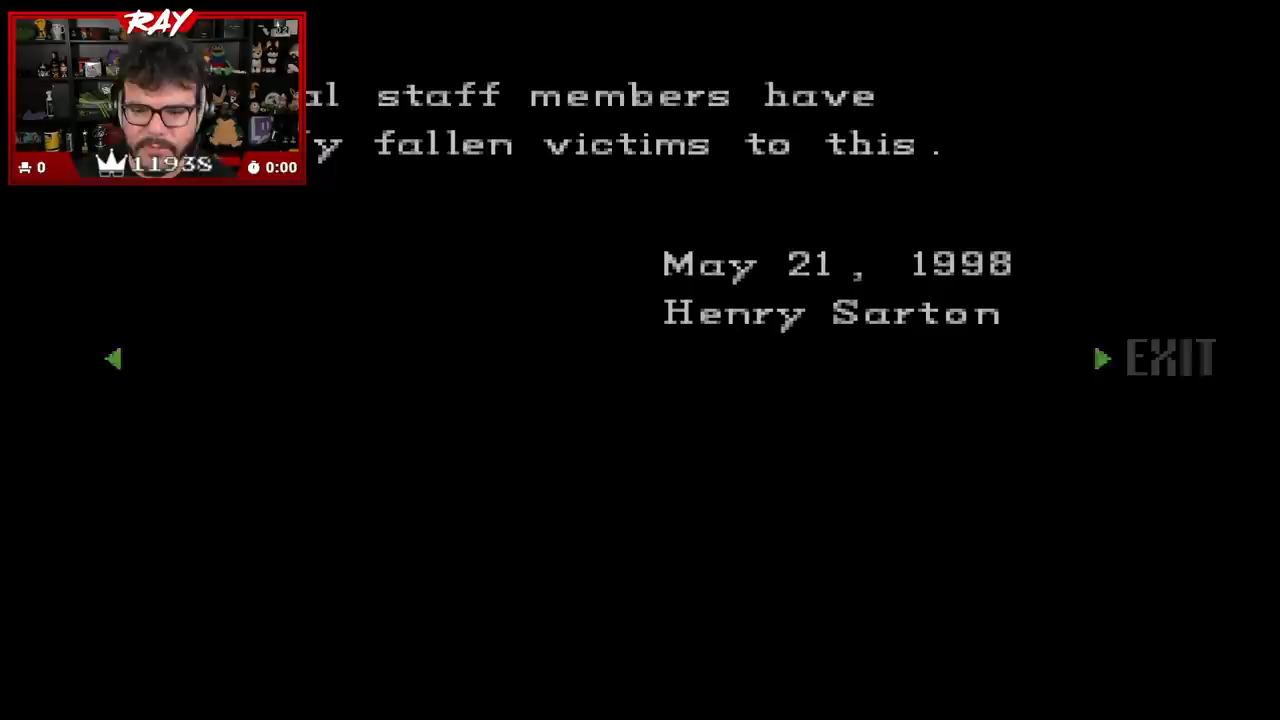 RAY
0
11938
0:00
al staff members have
y fallen victims to this.
May 21, 1998
Henry Sarton
EXIT